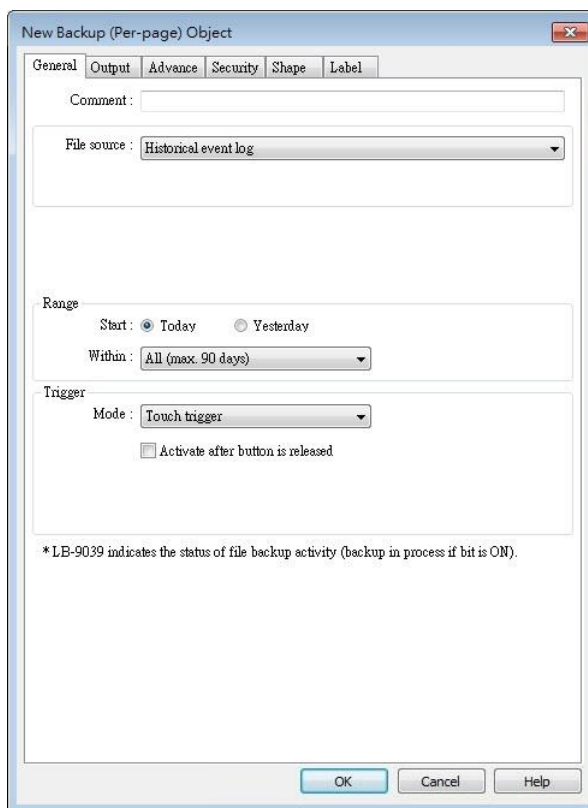 New Backup (Per-page) Object
General Output Advance Security Shape Label
Comment :
File source : Historical event log
Range
Start : Today Yesterday
Within : All (max. 90 days)
Trigger
Mode : Touch trigger
Activate after button is released
* LB-9039 indicates the status of file backup activity (backup in process if bit is ON).
OK Cancel Help